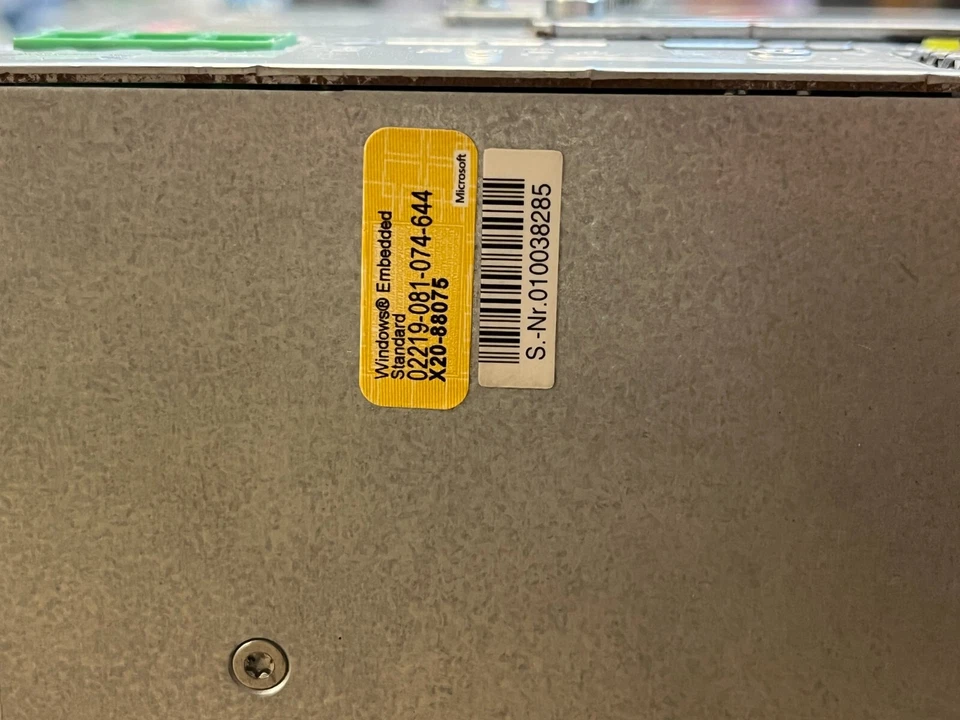 Windows® Embedded
Standard
02219-081-074-644
X20-88075
Microsoft
S.-Nr.010038285